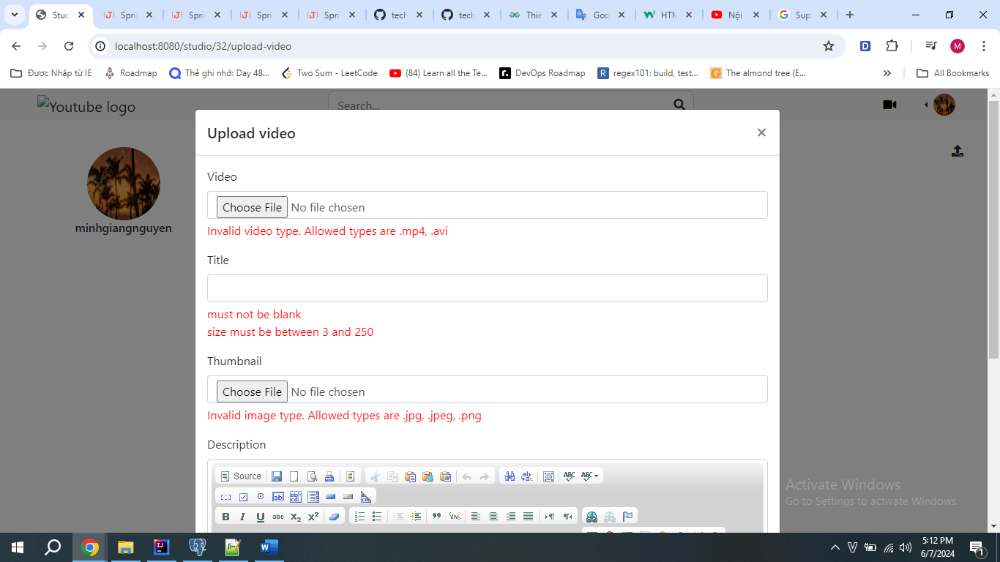 Stud
Spri
Spri
Spri
Spri
tech
tech
Thiê
Goc
HTM
Nội
Sup
localhost:8080/studio/32/upload-video
M
Được Nhập từ IE
Roadmap
Thẻ ghi nhớ: Day 48...
Two Sum - LeetCode
(84) Learn all the Te...
DevOps Roadmap
regex101: build, test...
The almond tree (E...
All Bookmarks
Youtube logo
Search...
Upload video
minhgiangnguyen
Video
Choose File No file chosen
Invalid video type. Allowed types are .mp4, .avi
Title
must not be blank
size must be between 3 and 250
Thumbnail
Choose File No file chosen
Invalid image type. Allowed types are .jpg, .jpeg, .png
Description
Source
B I U abc X₂ X²
Activate Windows
Go to Settings to activate Windows.
5:12 PM
6/7/2024
1